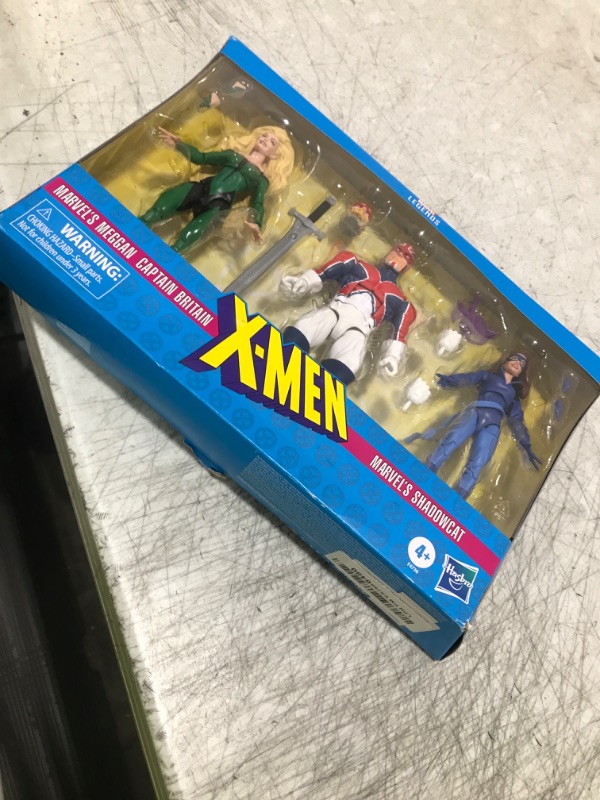 LEGENDS
MARVEL'S MEGGAN CAPTAIN BRITAIN
WARNING:
CHOKING HAZARD-Small parts.
Not for children under 3 years.
X-MEN
MARVEL'S SHADOWCAT
4+
Hasbro